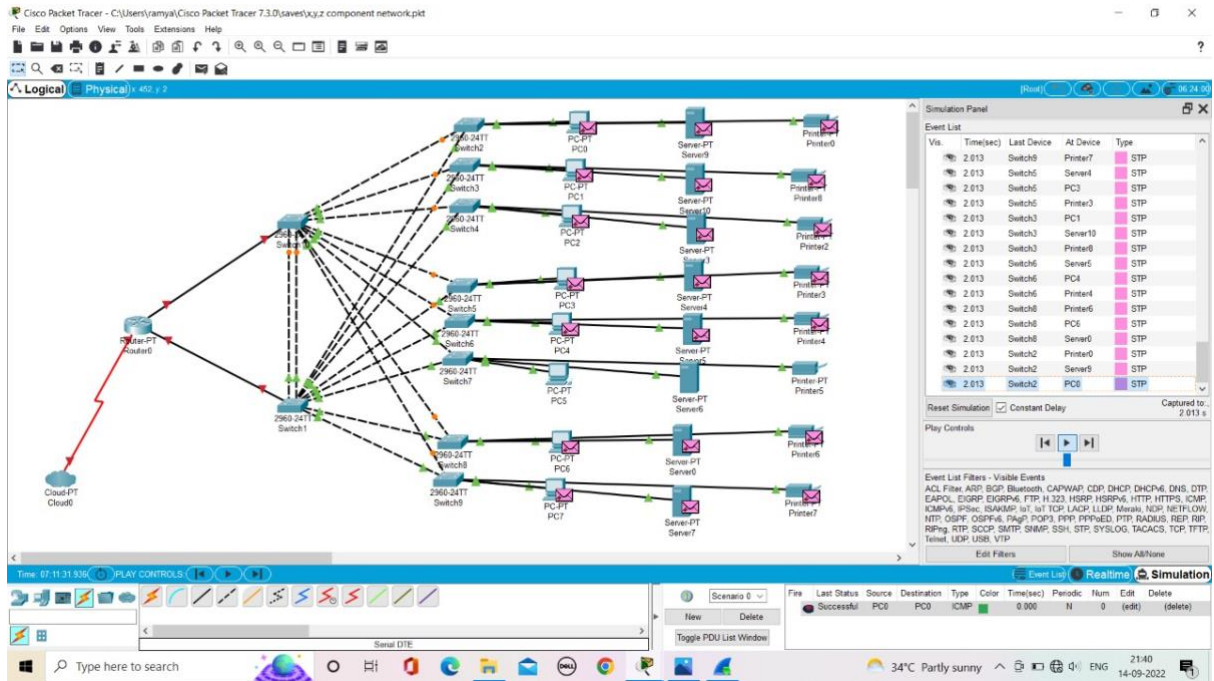 Cisco Packet Tracer - C:\Users\ramya\Cisco Packet Tracer 7.3.0\saves\x,y,z component network.pkt
File Edit Options View Tools Extensions Help
?
Logical Physical x: 452, y: 2 [Root] 06:24:00
2960-24TT
Switch2
PC-PT
PC0
Server-PT
Server9
Printer0
2960-24TT
Switch3
PC-PT
PC1
Server-PT
Server10
Printer8
2960-24TT
Switch4
PC-PT
PC2
Server-PT
Server3
Printer2
2960-24TT
Switch5
PC-PT
PC3
Server-PT
Server4
Printer3
2960-24TT
Switch6
PC-PT
PC4
Server-PT
Server5
Printer4
2960-24TT
Switch7
PC-PT
PC5
Server-PT
Server6
Printer-PT
Printer5
Router-PT
Router0
2960-24TT
Switch1
2960-24TT
Switch8
PC-PT
PC6
Server-PT
Server0
Printer6
2960-24TT
Switch9
PC-PT
PC7
Server-PT
Server7
Printer7
Cloud-PT
Cloud0
Simulation Panel
Event List
Vis. Time(sec) Last Device At Device Type
2.013 Switch9 Printer7 STP
2.013 Switch5 Server4 STP
2.013 Switch5 PC3 STP
2.013 Switch5 Printer3 STP
2.013 Switch3 PC1 STP
2.013 Switch3 Server10 STP
2.013 Switch3 Printer8 STP
2.013 Switch6 Server5 STP
2.013 Switch6 PC4 STP
2.013 Switch6 Printer4 STP
2.013 Switch8 Printer6 STP
2.013 Switch8 PC6 STP
2.013 Switch8 Server0 STP
2.013 Switch2 Printer0 STP
2.013 Switch2 Server9 STP
2.013 Switch2 PC0 STP
Reset Simulation Constant Delay Captured to:
2.013 s
Play Controls
Event List Filters - Visible Events
ACL Filter, ARP, BGP, Bluetooth, CAPWAP, CDP, DHCP, DHCPv6, DNS, DTP,
EAPOL, EIGRP, EIGRPv6, FTP, H.323, HSRP, HSRPv6, HTTP, HTTPS, ICMP,
ICMPv6, IPSec, ISAKMP, IoT, IoT TCP, LACP, LLDP, Meraki, NDP, NETFLOW,
NTP, OSPF, OSPFv6, PAgP, POP3, PPP, PPPoED, PTP, RADIUS, REP, RIP,
RIPng, RTP, SCCP, SMTP, SNMP, SSH, STP, SYSLOG, TACACS, TCP, TFTP,
Telnet, UDP, USB, VTP
Edit Filters Show All/None
Time: 07:11:31.936 PLAY CONTROLS: Event List Realtime Simulation
Scenario 0
New Delete
Toggle PDU List Window
Fire Last Status Source Destination Type Color Time(sec) Periodic Num Edit Delete
Successful PC0 PC0 ICMP 0.000 N 0 (edit) (delete)
Serial DTE
Type here to search
DELL
34°C Partly sunny ENG 21:40
14-09-2022